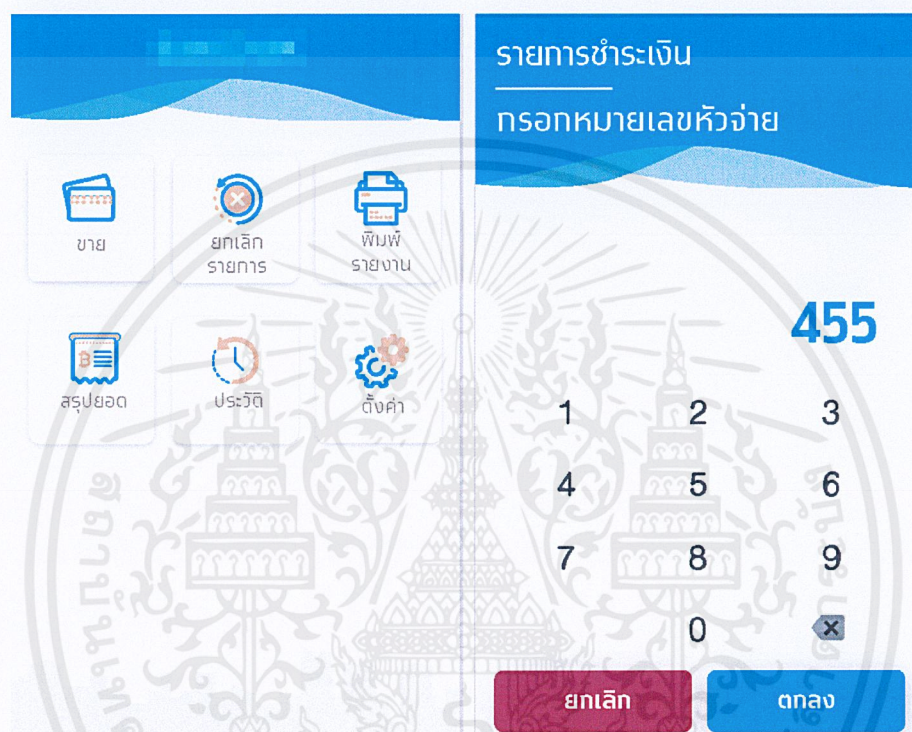 ขาย
ยกเลิก
รายการ
พิมพ์
รายงาน
สรุปยอด
ประวัติ
ตั้งค่า
รายการชำระเงิน
กรอกหมายเลขหัวจ่าย
455
1 2 3
4 5 6
7 8 9
0
ยกเลิก ตกลง